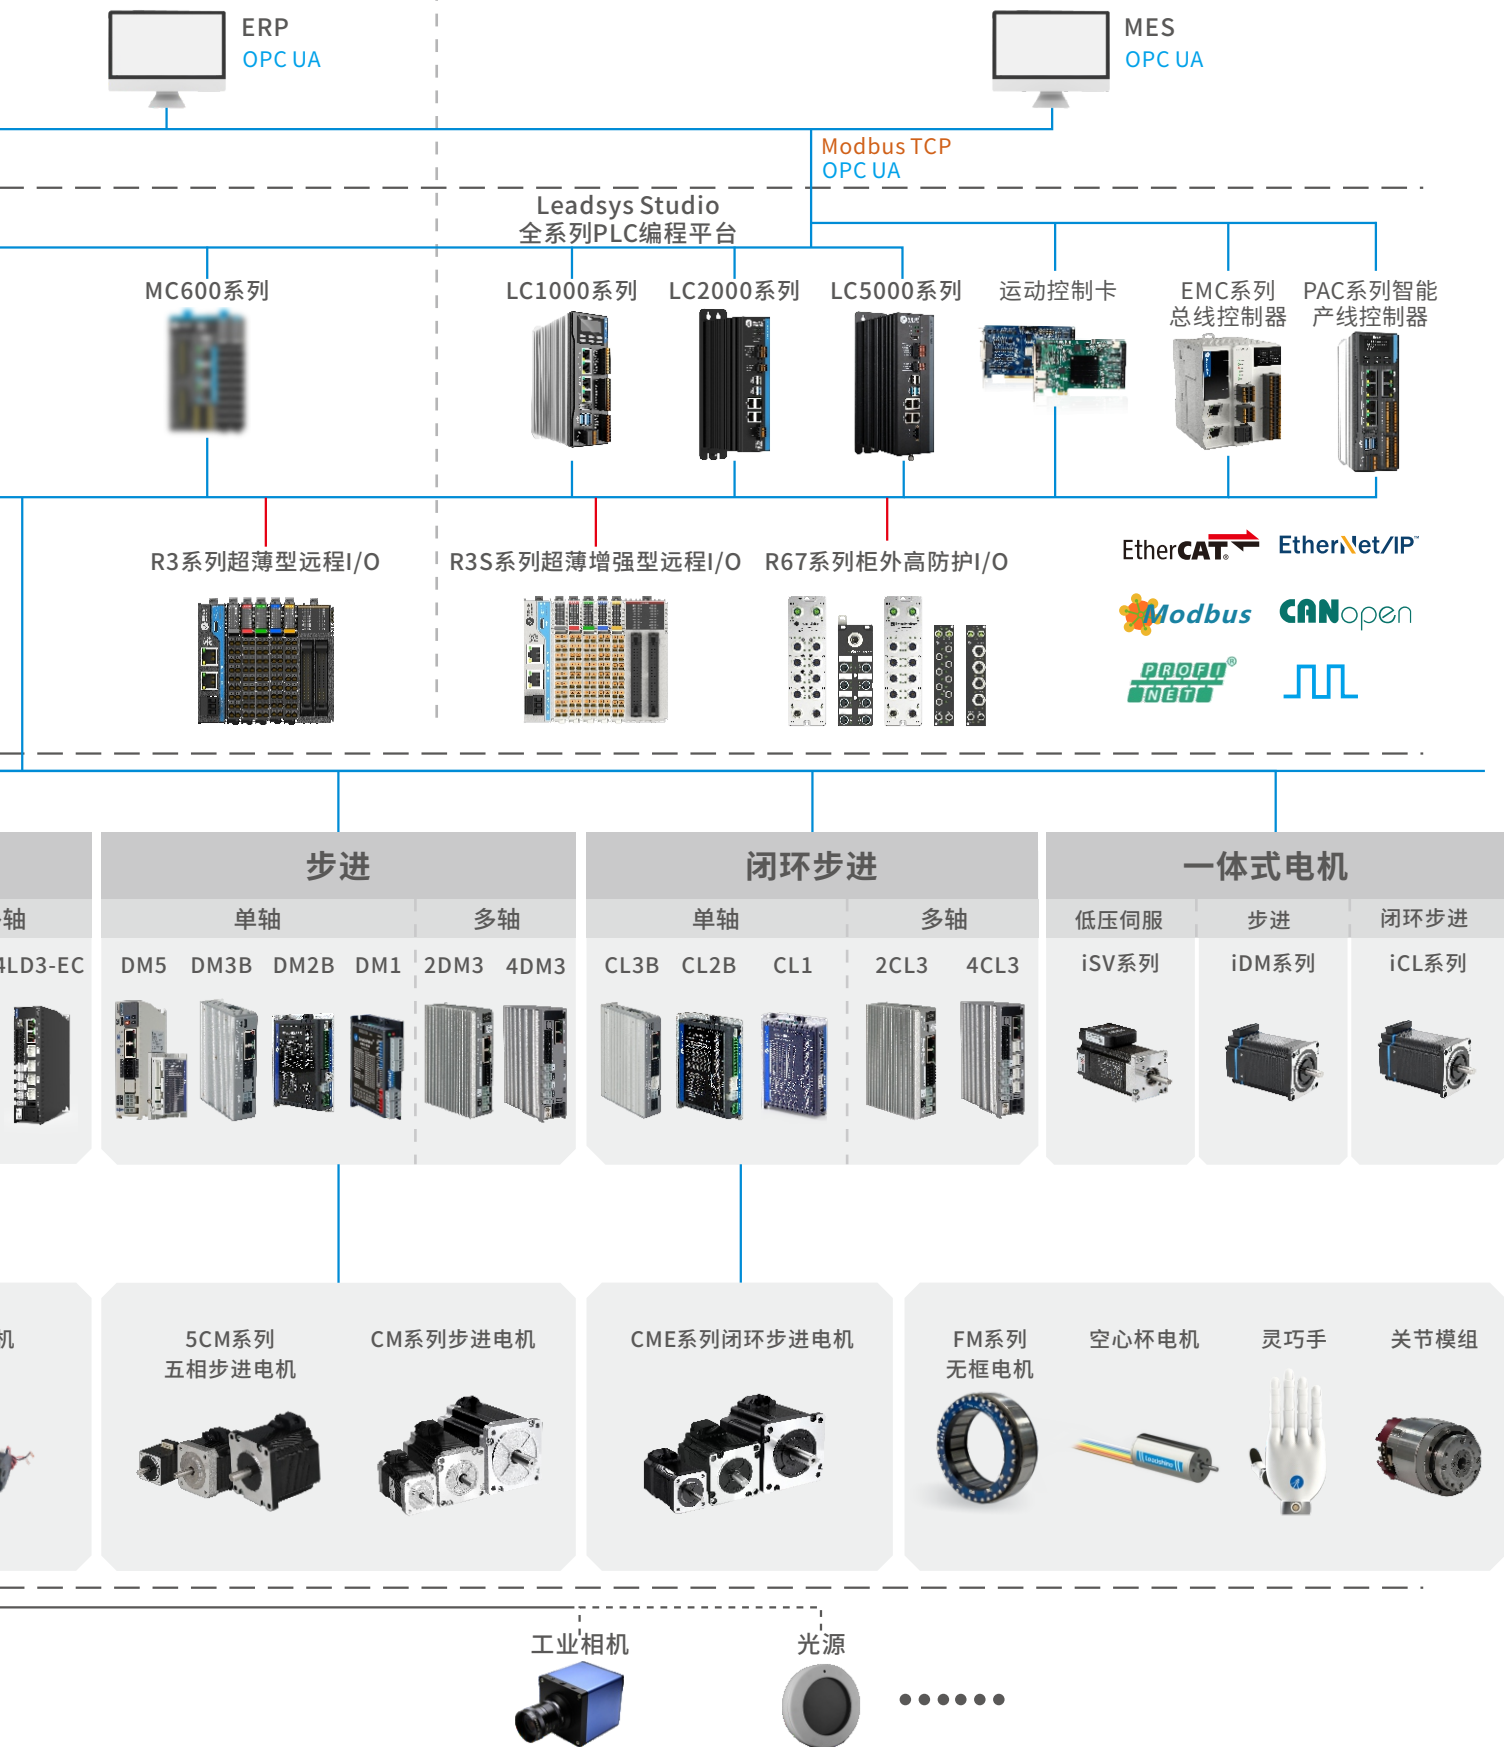 ERP
OPC UA
MES
OPC UA
Modbus TCP
OPC UA
Leadsys Studio
全系列PLC编程平台
MC600系列
LC1000系列
LC2000系列
LC5000系列
运动控制卡
EMC系列
总线控制器
PAC系列智能
产线控制器
R3系列超薄型远程I/O
R3S系列超薄增强型远程I/O
R67系列柜外高防护I/O
EtherCAT®
EtherNet/IP™
Modbus
CANopen
PROFI®
NET
步进
闭环步进
一体式电机
轴
单轴
多轴
单轴
多轴
低压伺服
步进
闭环步进
4LD3-EC
DM5
DM3B
DM2B
DM1
2DM3
4DM3
CL3B
CL2B
CL1
2CL3
4CL3
iSV系列
iDM系列
iCL系列
机
5CM系列
五相步进电机
CM系列步进电机
CME系列闭环步进电机
FM系列
无框电机
空心杯电机
灵巧手
关节模组
Leadshine
工业相机
光源